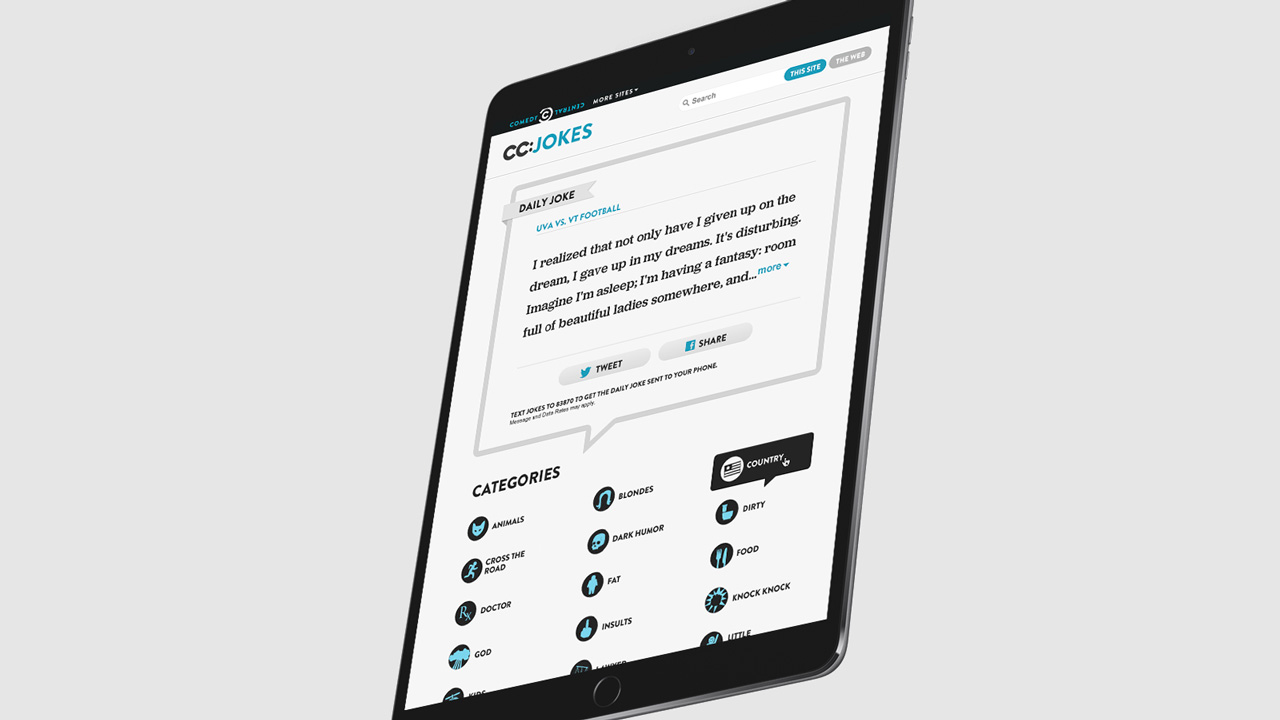 COMEDY CENTRAL
MORE SITES
Search
THIS SITE
THE WEB
CC:JOKES
DAILY JOKE
UVA VS. VT FOOTBALL
I realized that not only have I given up on the
dream, I gave up in my dreams. It's disturbing.
Imagine I'm asleep; I'm having a fantasy: room
full of beautiful ladies somewhere, and...more
TWEET
SHARE
TEXT JOKES TO 83870 TO GET THE DAILY JOKE SENT TO YOUR PHONE.
Message and Data Rates may apply.
CATEGORIES
ANIMALS
BLONDES
COUNTRY
CROSS THE
ROAD
DARK HUMOR
DIRTY
DOCTOR
Rx
FAT
FOOD
GOD
INSULTS
KNOCK KNOCK
KIDS
LAWYER
LITTLE